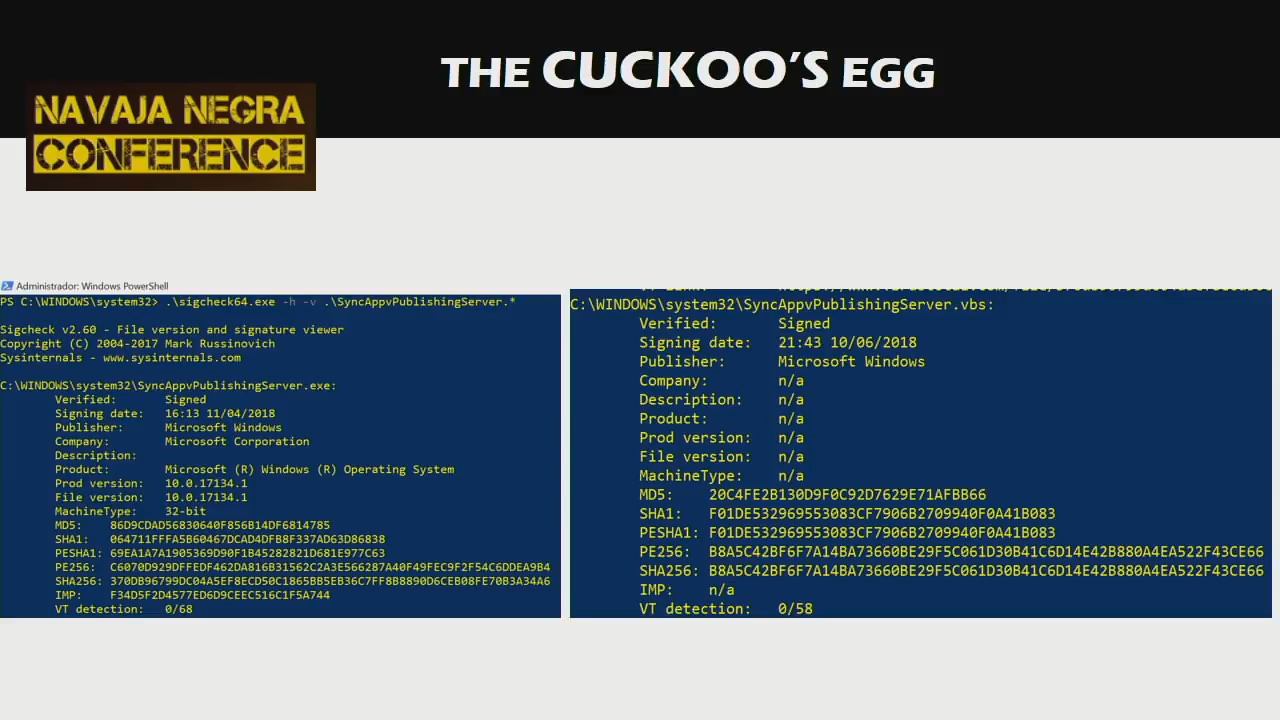 THE CUCKOO'S EGG
NAVAJA NEGRA
CONFERENCE
Administrador: Windows PowerShell
PS C:\WINDOWS\system32> .\sigcheck64.exe -h -v .\SyncAppvPublishingServer.*
Sigcheck v2.60 - File version and signature viewer
Copyright (C) 2004-2017 Mark Russinovich
Sysinternals - www.sysinternals.com
C:\WINDOWS\system32\SyncAppvPublishingServer.exe:
Verified: Signed
Signing date: 16:13 11/04/2018
Publisher: Microsoft Windows
Company: Microsoft Corporation
Description:
Product: Microsoft (R) Windows (R) Operating System
Prod version: 10.0.17134.1
File version: 10.0.17134.1
MachineType: 32-bit
MD5: 86D9CDAD56830640F856B14DF6814785
SHA1: 064711FFFA5B60467DCAD4DFB8F337AD63D86838
PESHA1: 69EA1A7A1905369D90F1B45282821D681E977C63
PE256: C6070D929DFFEDF462DA816B31562C2A3E566287A40F49FEC9F2F54C6DDEA9B4
SHA256: 370DB96799DC04A5EF8ECD50C1865BB5EB36C7FF8B8890D6CEB08FE70B3A34A6
IMP: F34D5F2D4577ED6D9CEEC516C1F5A744
VT detection: 0/68
C:\WINDOWS\system32\SyncAppvPublishingServer.vbs:
Verified: Signed
Signing date: 21:43 10/06/2018
Publisher: Microsoft Windows
Company: n/a
Description: n/a
Product: n/a
Prod version: n/a
File version: n/a
MachineType: n/a
MD5: 20C4FE2B130D9F0C92D7629E71AFBB66
SHA1: F01DE532969553083CF7906B2709940F0A41B083
PESHA1: F01DE532969553083CF7906B2709940F0A41B083
PE256: B8A5C42BF6F7A14BA73660BE29F5C061D30B41C6D14E42B880A4EA522F43CE66
SHA256: B8A5C42BF6F7A14BA73660BE29F5C061D30B41C6D14E42B880A4EA522F43CE66
IMP: n/a
VT detection: 0/58